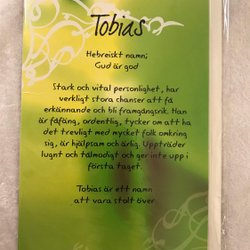 Tobias
Hebreiskt namn;
Gud är god
Stark och vital personlighet, har
verkligt stora chanser att få
erkännande och bli framgångsrik. Han
är fåfäng, ordentlig, tycker om att ha
det trevligt med mycket folk omkring
sig, är hjälpsam och ärlig. Uppträder
lugnt och tålmodigt och ger inte upp i
första taget.
Tobias är ett namn
att vara stolt över.